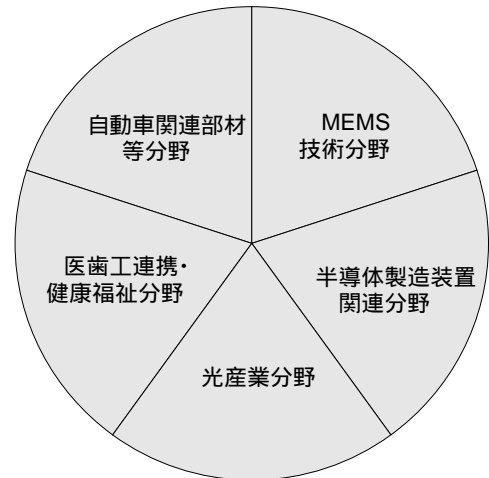 MEMS
技術分野
半導体製造装置
関連分野
光産業分野
医歯工連携・
健康福祉分野
自動車関連部材
等分野